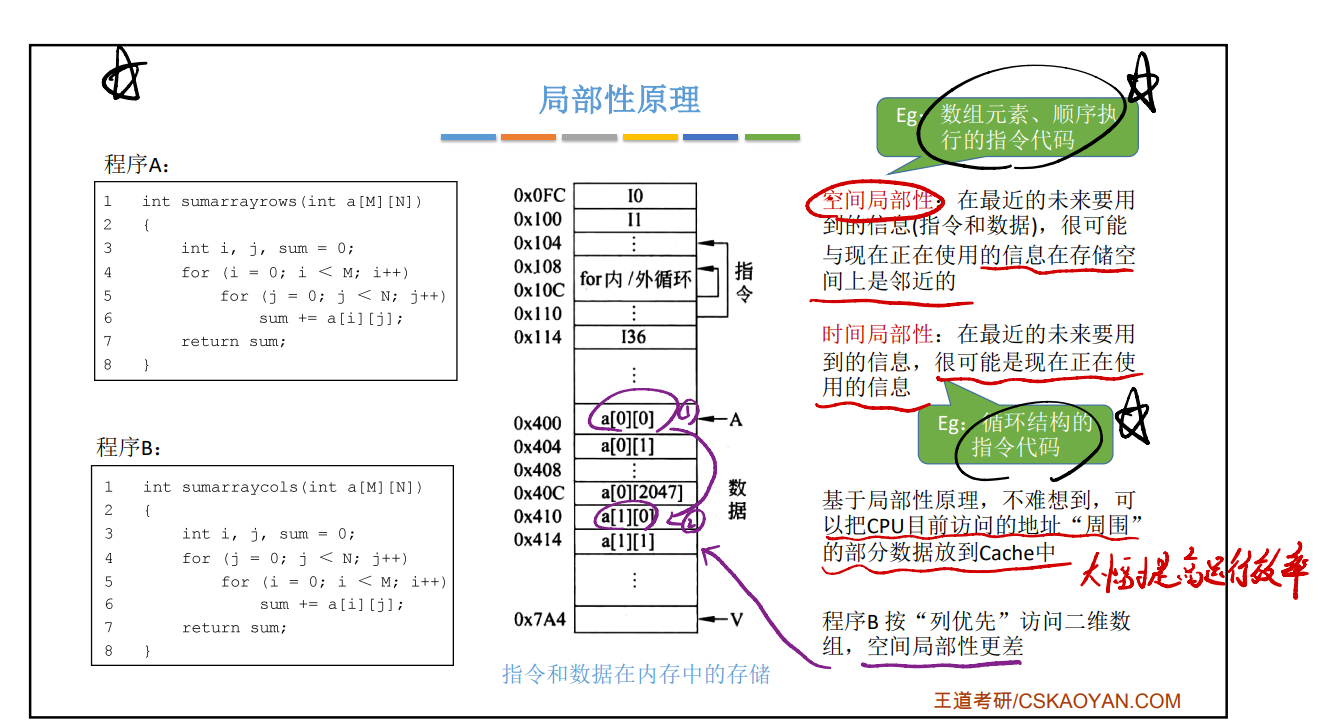 局部性原理
程序A:
1 int sumarrayrows(int a[M][N])
2 {
3 int i, j, sum = 0;
4 for (i = 0; i < M; i++)
5 for (j = 0; j < N; j++)
6 sum += a[i][j];
7 return sum;
8 }
程序B:
1 int sumarraycols(int a[M][N])
2 {
3 int i, j, sum = 0;
4 for (j = 0; j < N; j++)
5 for (i = 0; i < M; i++)
6 sum += a[i][j];
7 return sum;
8 }
0x0FC I0
0x100 I1
0x104 ⋮
0x108
for内/外循环
0x10C
0x110 ⋮
0x114 I36
⋮
指令
0x400 a[0][0] ① A
0x404 a[0][1]
0x408 ⋮
0x40C a[0][2047]
0x410 a[1][0] ②
0x414 a[1][1]
⋮
0x7A4 V
数据
指令和数据在内存中的存储
Eg：数组元素、顺序执
行的指令代码
空间局部性：在最近的未来要用
到的信息(指令和数据)，很可能
与现在正在使用的信息在存储空
间上是邻近的
时间局部性：在最近的未来要用
到的信息，很可能是现在正在使
用的信息
Eg：循环结构的
指令代码
基于局部性原理，不难想到，可
以把CPU目前访问的地址“周围”
的部分数据放到Cache中
大幅提高运行效率
程序B 按“列优先”访问二维数
组，空间局部性更差
王道考研/CSKAOYAN.COM